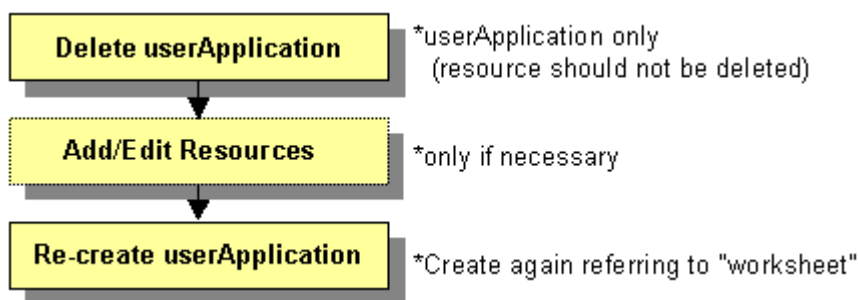 Delete userApplication
*userApplication only
(resource should not be deleted)
Add/Edit Resources
*only if necessary
Re-create userApplication
*Create again referring to "worksheet"